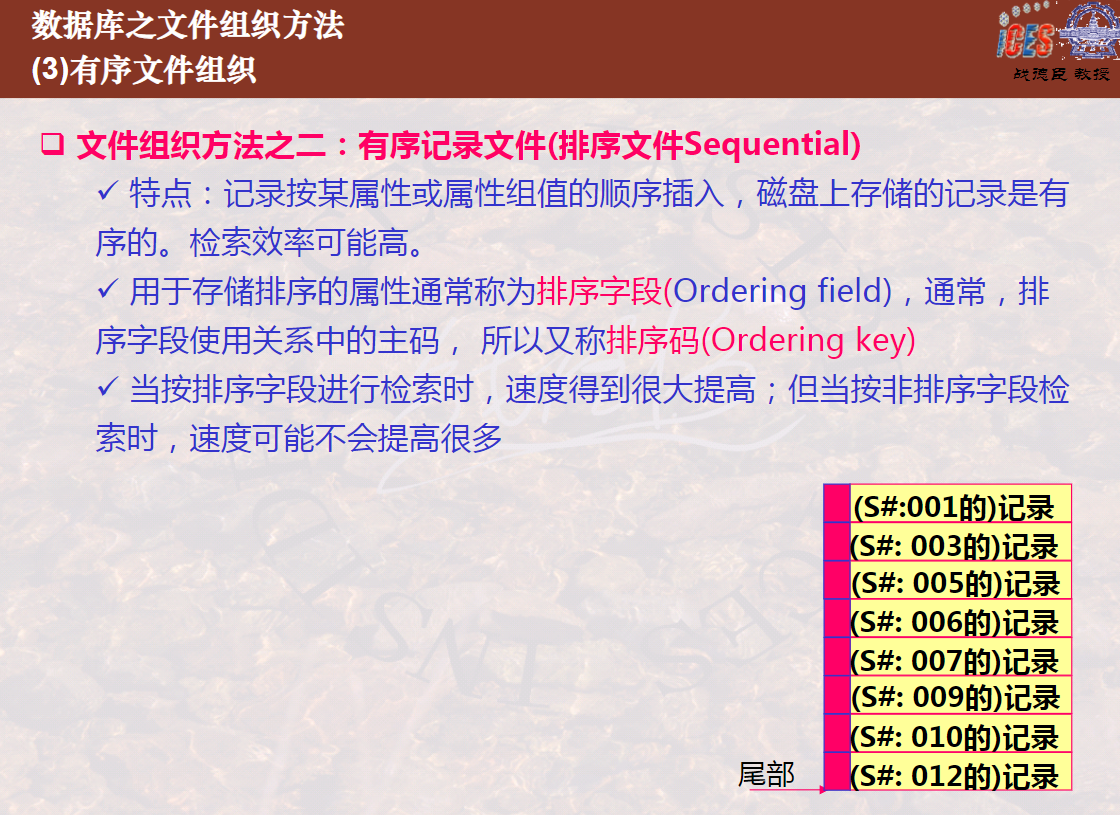 数据库之文件组织方法
(3)有序文件组织
iCES
战德臣 教授
❑ 文件组织方法之二：有序记录文件(排序文件Sequential)
✓ 特点：记录按某属性或属性组值的顺序插入，磁盘上存储的记录是有
序的。检索效率可能高。
✓ 用于存储排序的属性通常称为排序字段(Ordering field)，通常，排
序字段使用关系中的主码， 所以又称排序码(Ordering key)
✓ 当按排序字段进行检索时，速度得到很大提高；但当按非排序字段检
索时，速度可能不会提高很多
(S#:001的)记录
(S#: 003的)记录
(S#: 005的)记录
(S#: 006的)记录
(S#: 007的)记录
(S#: 009的)记录
(S#: 010的)记录
尾部
(S#: 012的)记录